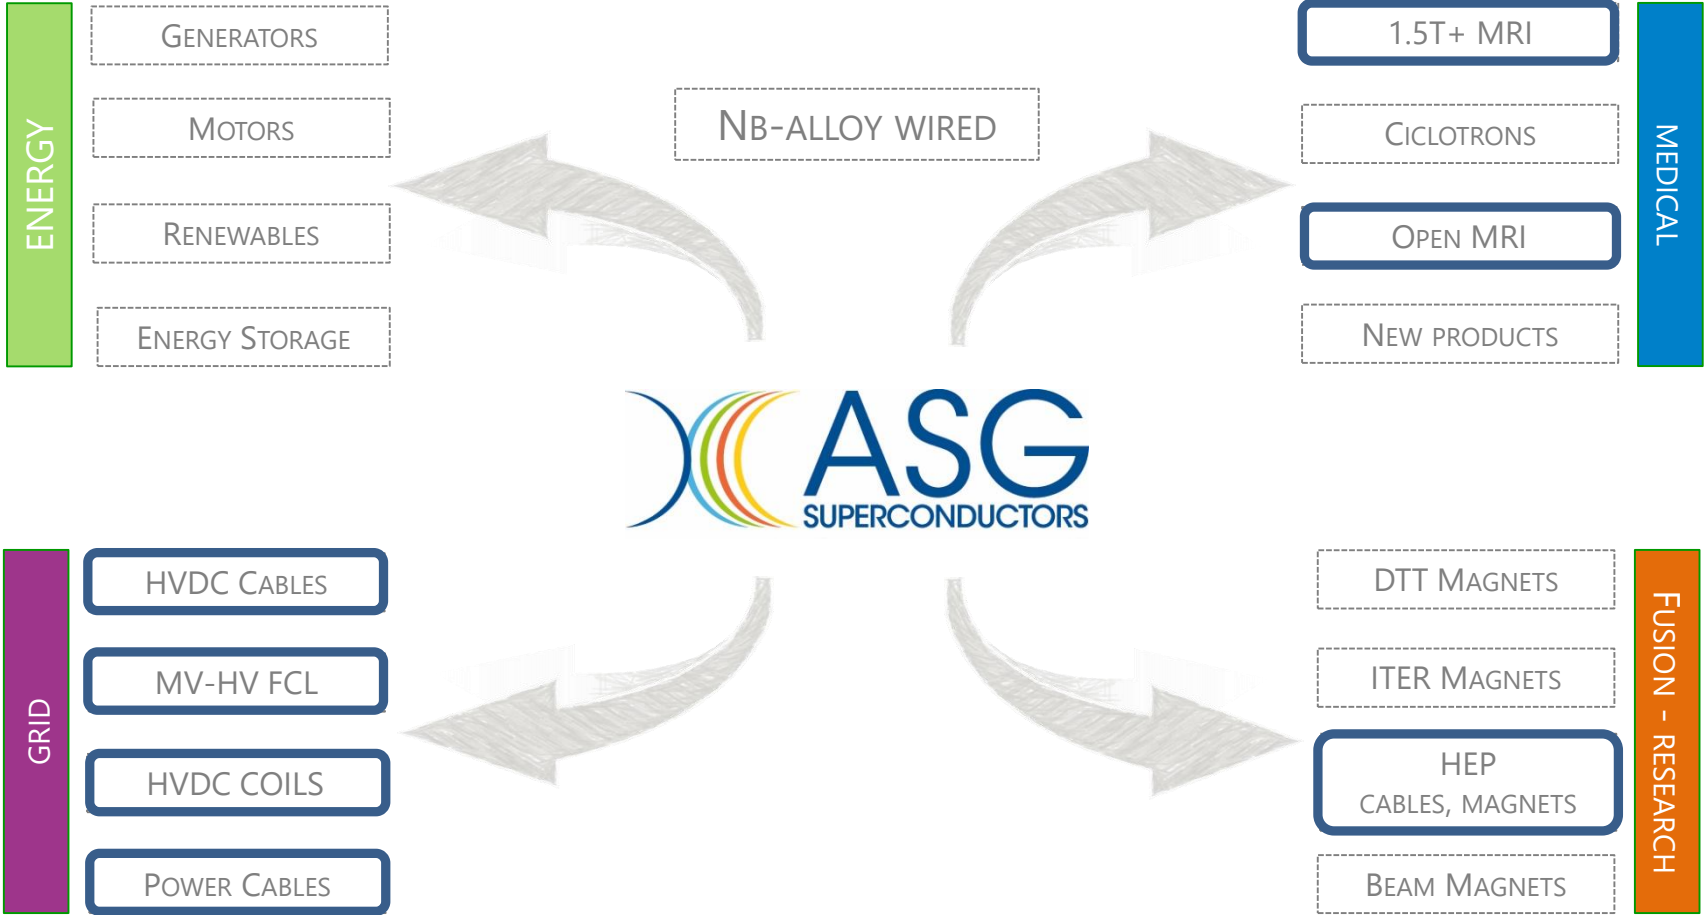 ENERGY
GENERATORS
MOTORS
RENEWABLES
ENERGY STORAGE
NB-ALLOY WIRED
1.5T+ MRI
CICLOTRONS
OPEN MRI
NEW PRODUCTS
MEDICAL
ASG
SUPERCONDUCTORS
GRID
HVDC CABLES
MV-HV FCL
HVDC COILS
POWER CABLES
DTT MAGNETS
ITER MAGNETS
HEP
CABLES, MAGNETS
BEAM MAGNETS
FUSION - RESEARCH